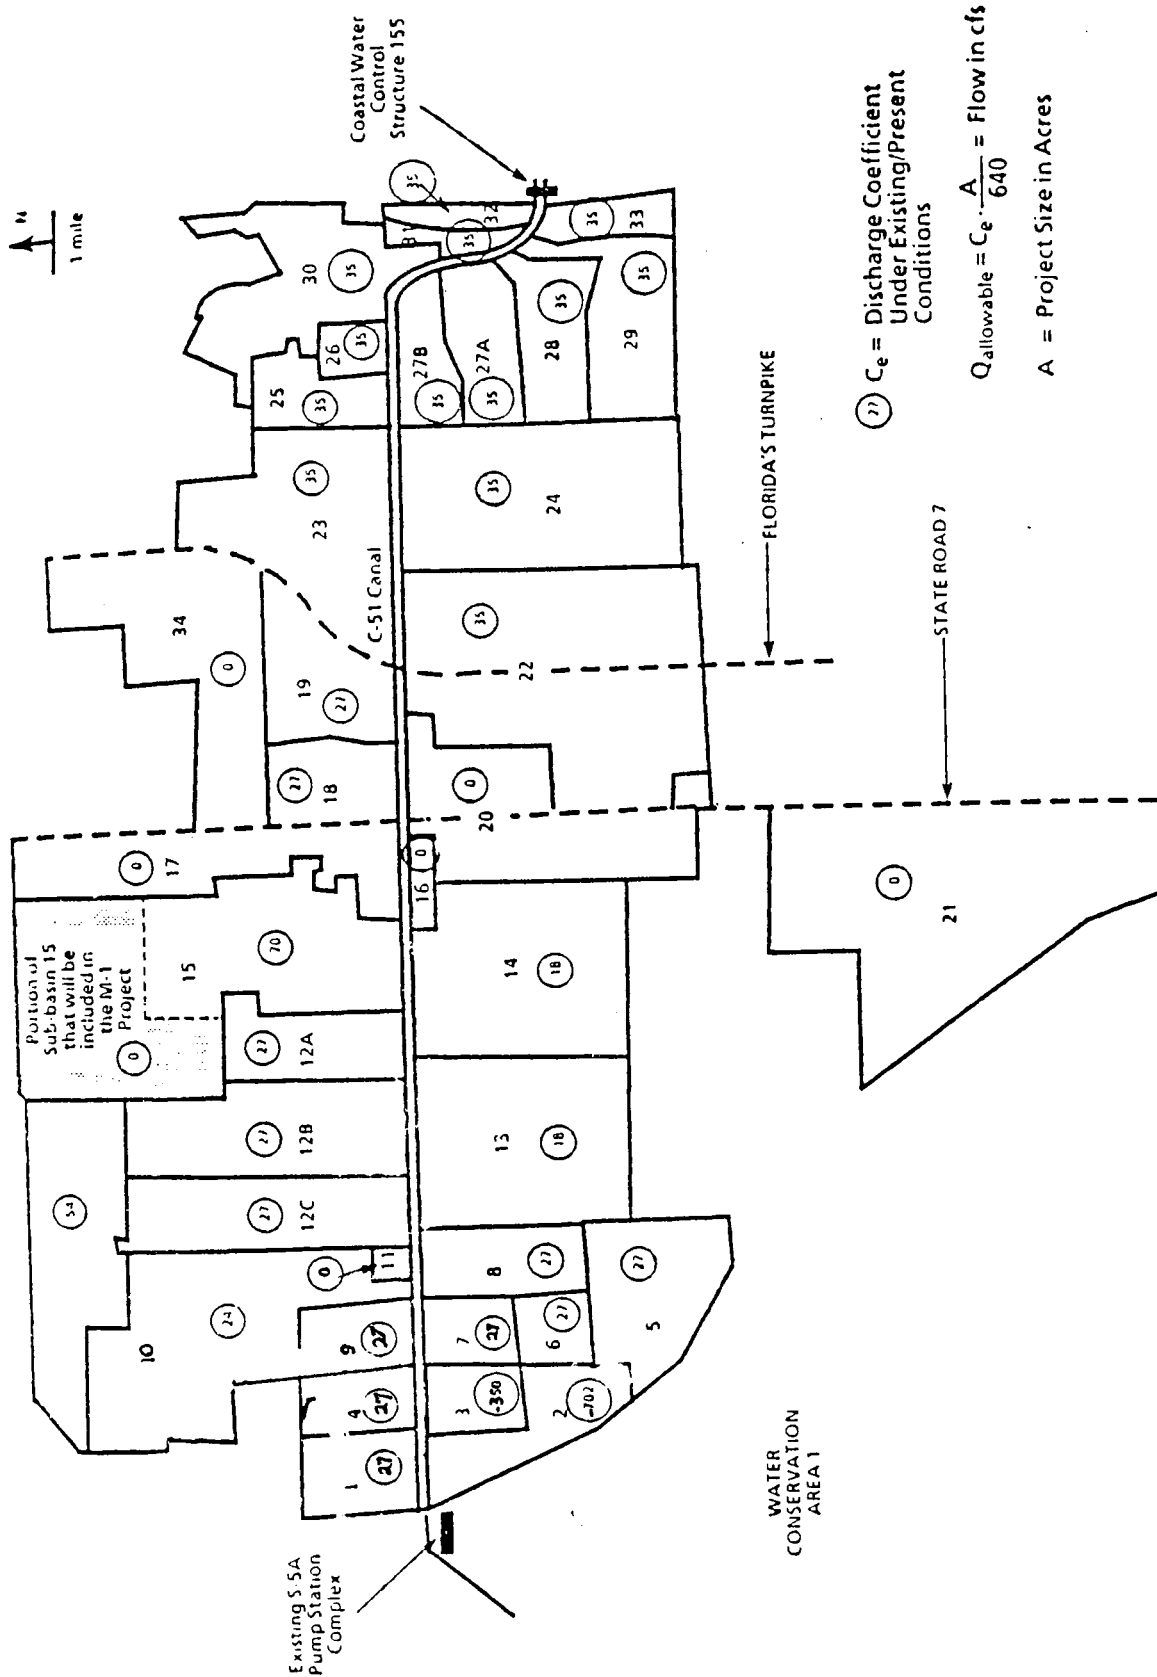 N
1 mile
Coastal Water
Control
Structure 155
35
32
31
35
35
33
30
35
26
35
25
35
27B
35
27A
35
28
35
29
35
23
35
24
35
C-51 Canal
34
0
19
27
18
27
22
35
FLORIDA'S TURNPIKE
20
0
STATE ROAD 7
17
0
16
0
21
0
Portion of
Sub-basin 15
that will be
included in
the M-1
Project
0
15
14
18
12A
27
12B
27
12C
27
13
18
54
10
24
0
11
8
27
5
27
9
27
7
27
6
27
4
27
3
-350
2
-702
1
27
Existing S-5A
Pump Station
Complex
WATER
CONSERVATION
AREA 1
27 Ce = Discharge Coefficient
Under Existing/Present
Conditions
Qallowable = Ce · A/640 = Flow in cfs
A = Project Size in Acres